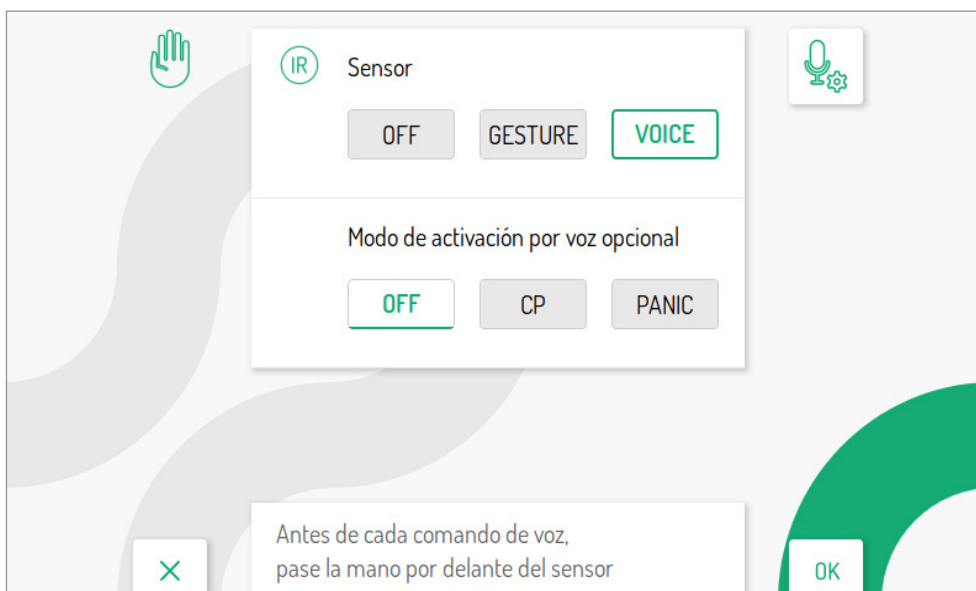 IR
Sensor
OFF
GESTURE
VOICE
Modo de activación por voz opcional
OFF
CP
PANIC
Antes de cada comando de voz,
pase la mano por delante del sensor
OK